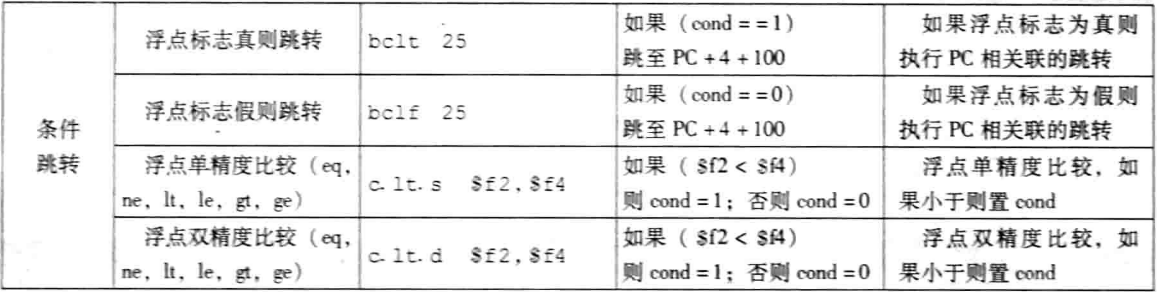 条件
跳转
浮点标志真则跳转
bclt 25
如果（cond==1）
跳至 PC+4+100
如果浮点标志为真则
执行 PC 相关联的跳转
浮点标志假则跳转
bclf 25
如果（cond==0）
跳至 PC+4+100
如果浮点标志为假则
执行 PC 相关联的跳转
浮点单精度比较（eq,
ne, lt, le, gt, ge）
c.lt.s $f2,$f4
如果（$f2<$f4）
则 cond=1；否则 cond=0
浮点单精度比较，如
果小于则置 cond
浮点双精度比较（eq,
ne, lt, le, gt, ge）
c.lt.d $f2,$f4
如果（$f2<$f4）
则 cond=1；否则 cond=0
浮点双精度比较，如
果小于则置 cond